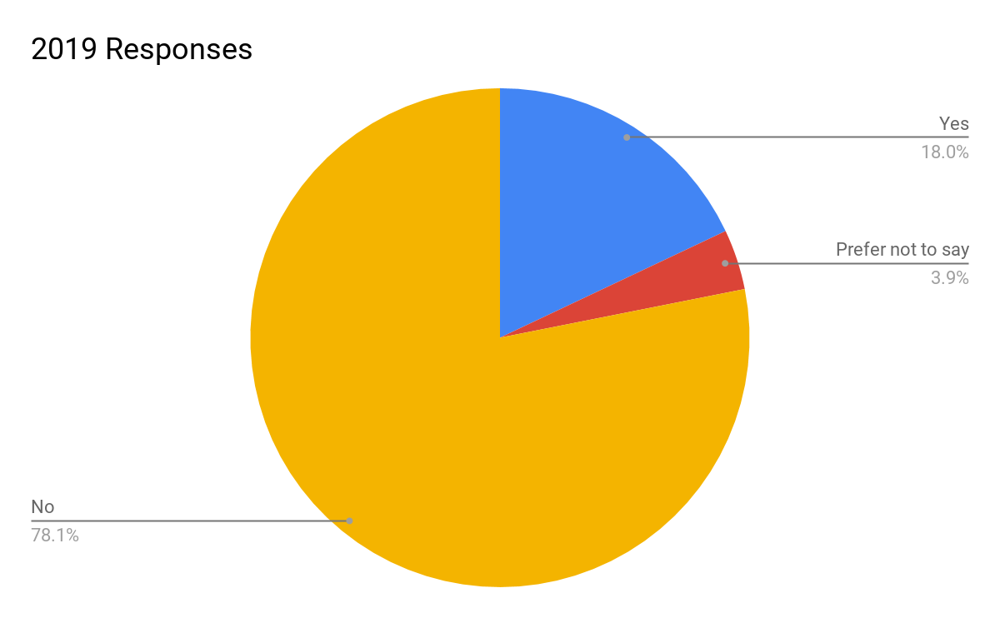 2019 Responses
Yes
18.0%
Prefer not to say
3.9%
No
78.1%